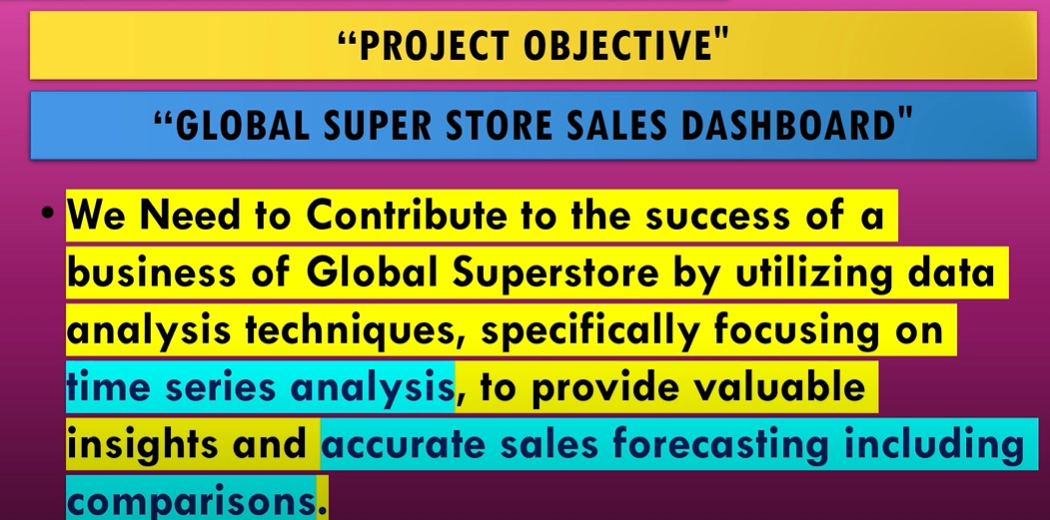 “PROJECT OBJECTIVE"
“GLOBAL SUPER STORE SALES DASHBOARD"
• We Need to Contribute to the success of a
business of Global Superstore by utilizing data
analysis techniques, specifically focusing on
time series analysis, to provide valuable
insights and accurate sales forecasting including
comparisons.